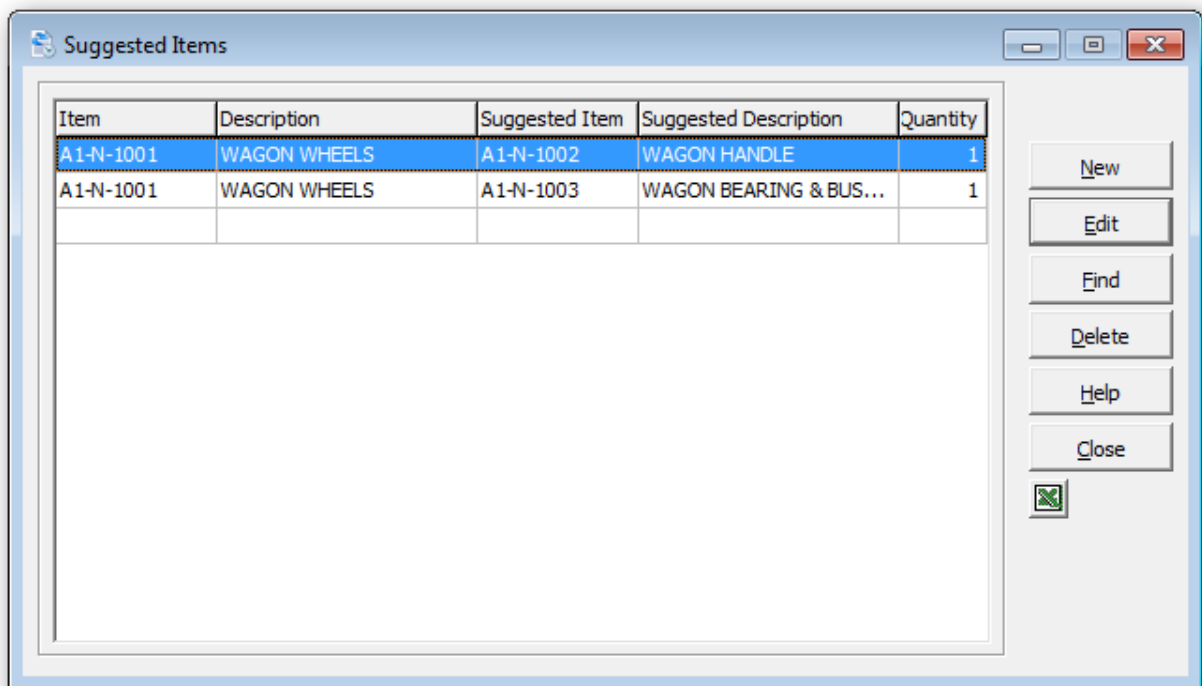 Suggested Items
Item Description Suggested Item Suggested Description Quantity
A1-N-1001 WAGON WHEELS A1-N-1002 WAGON HANDLE 1
A1-N-1001 WAGON WHEELS A1-N-1003 WAGON BEARING & BUS... 1
New
Edit
Find
Delete
Help
Close